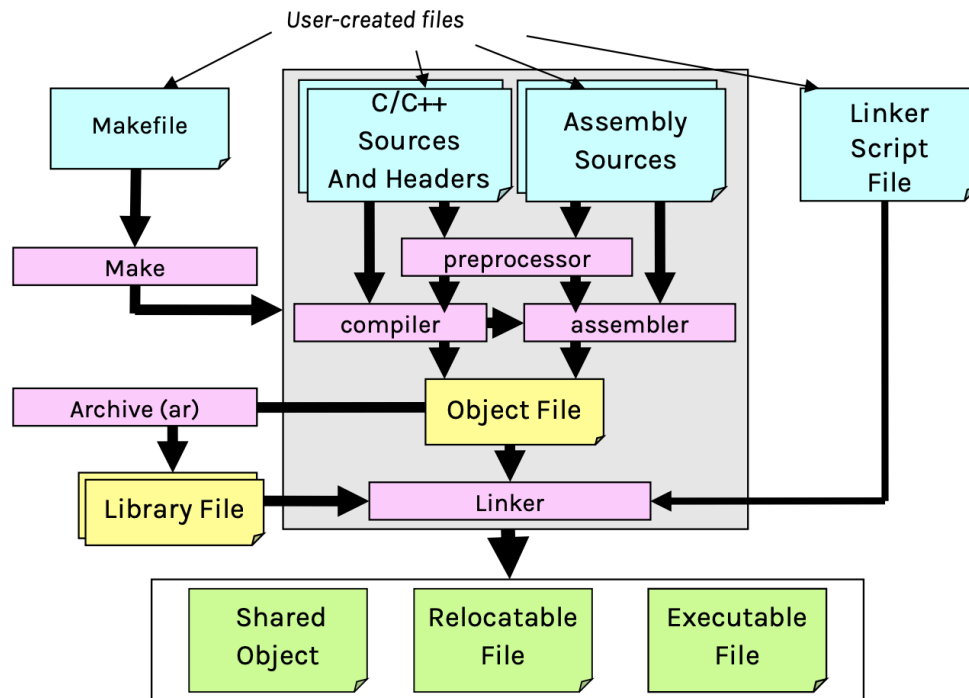 User-created files
Makefile
C/C++
Sources
And Headers
Assembly
Sources
Linker
Script
File
Make
preprocessor
compiler
assembler
Archive (ar)
Object File
Library File
Linker
Shared
Object
Relocatable
File
Executable
File